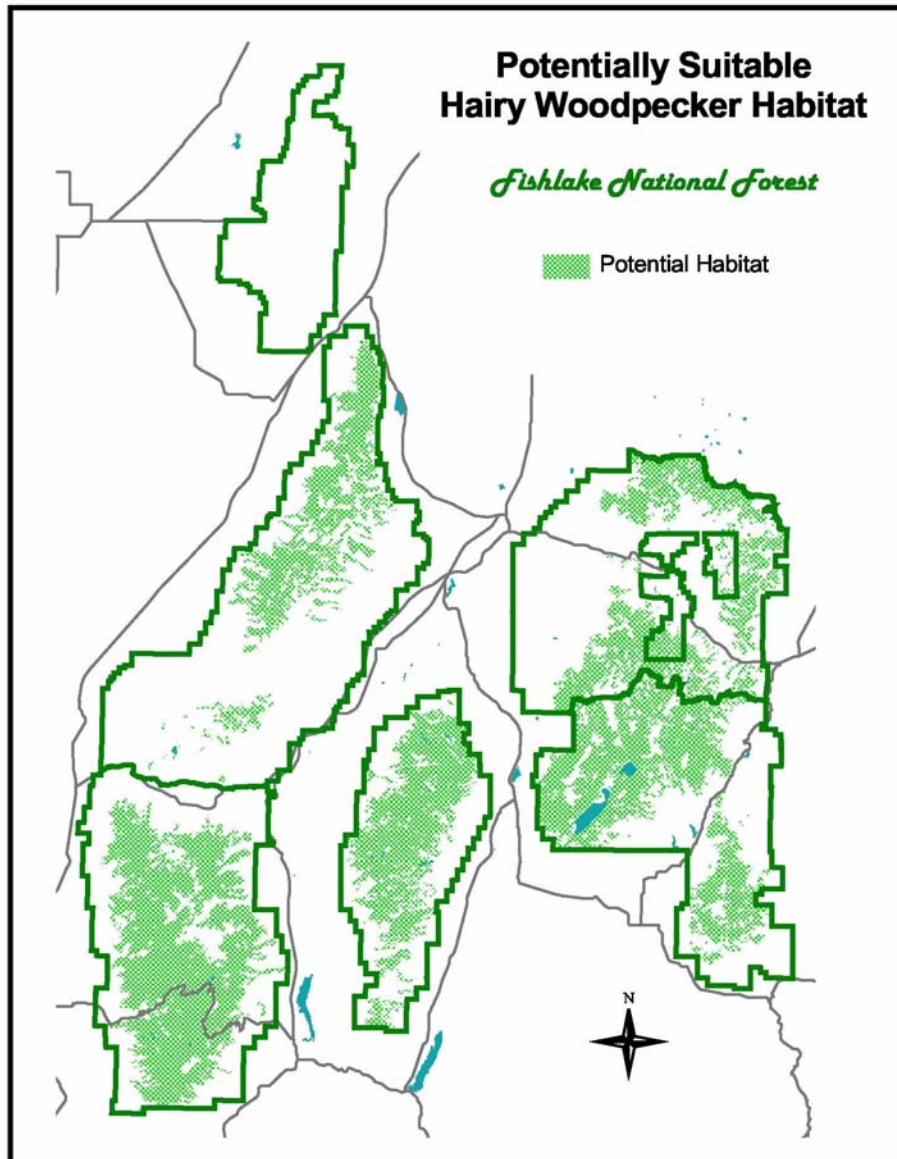 Potentially Suitable
Hairy Woodpecker Habitat
Fishlake National Forest
Potential Habitat
N